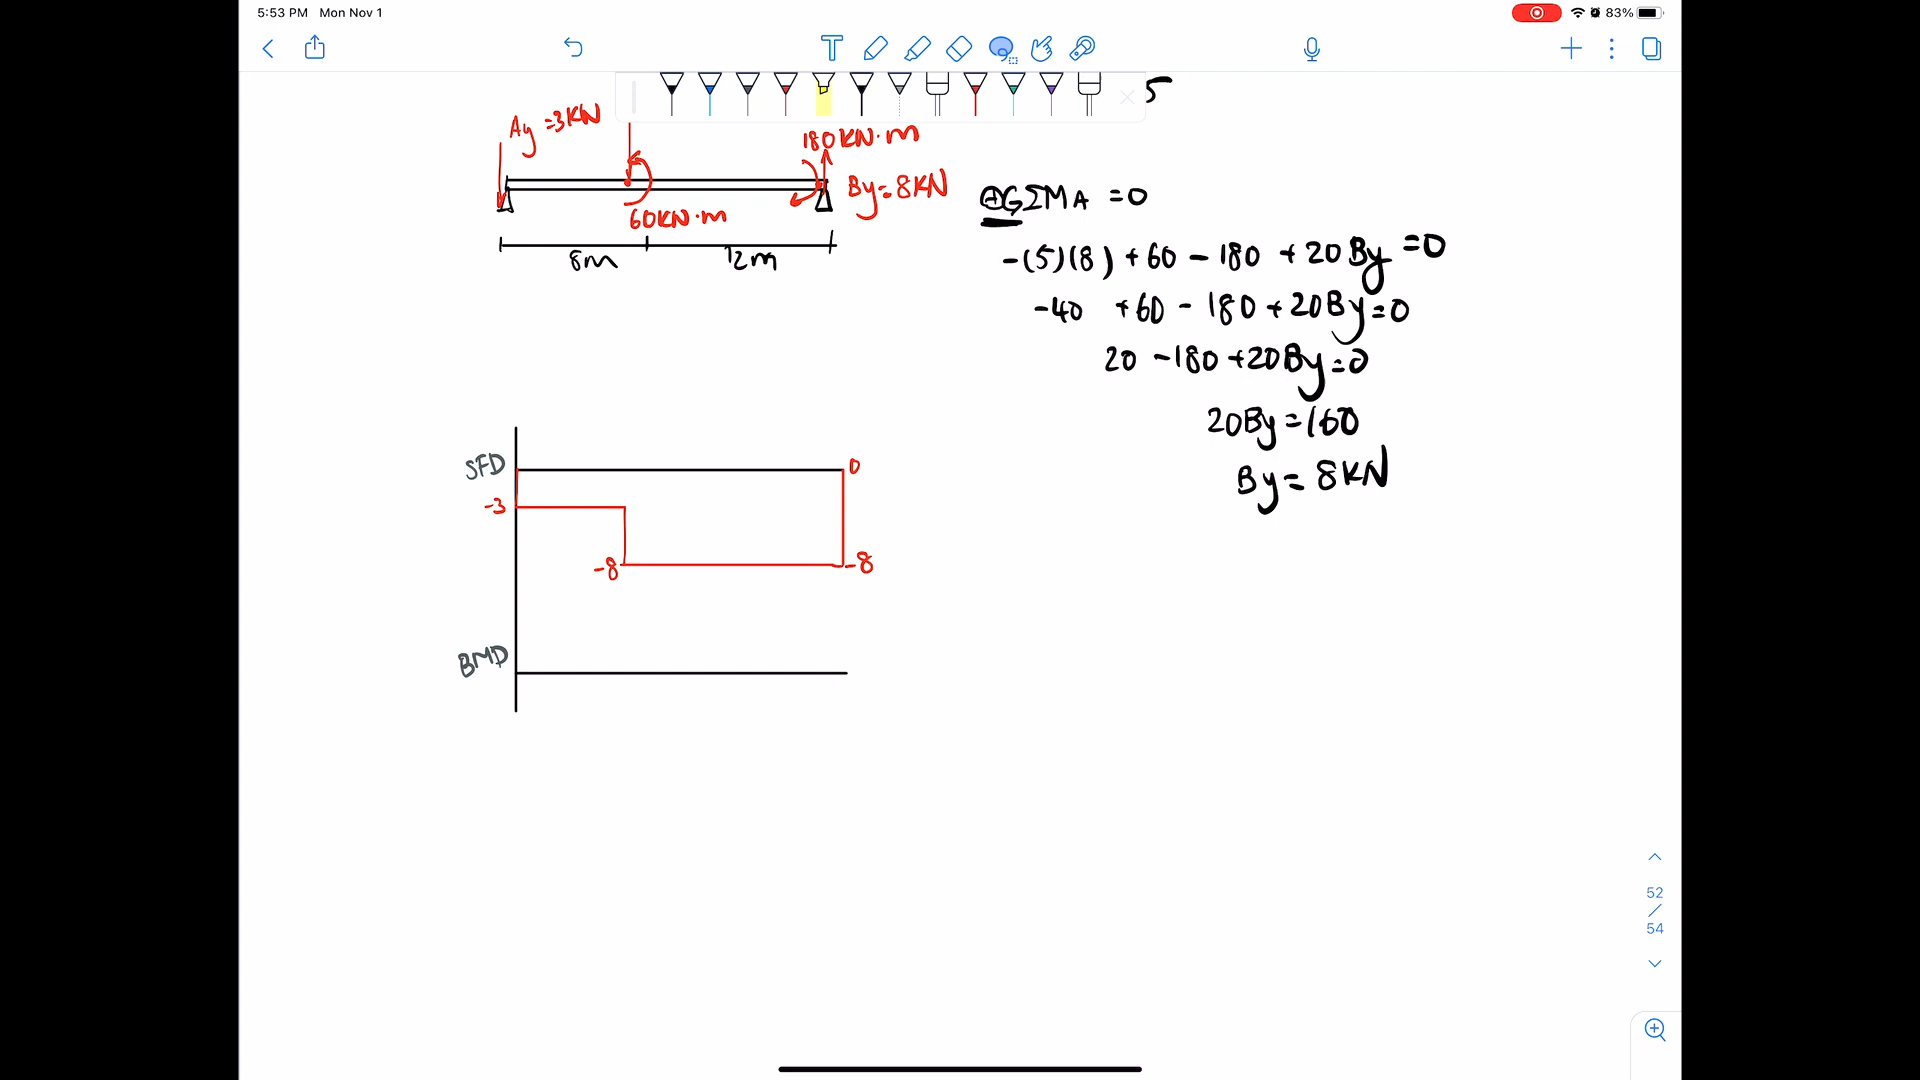 5:53 PM Mon Nov 1
83%
5
Ay =3KN
180KN·m
By=8KN
60KN·m
8m
12m
ΣMA =0
-(5)(8) +60 - 180 +20By =0
-40 +60 - 180 +20By=0
20 -180 +20By=0
20By=160
By= 8KN
SFD
0
-3
-8
-8
BMD
52
/
54